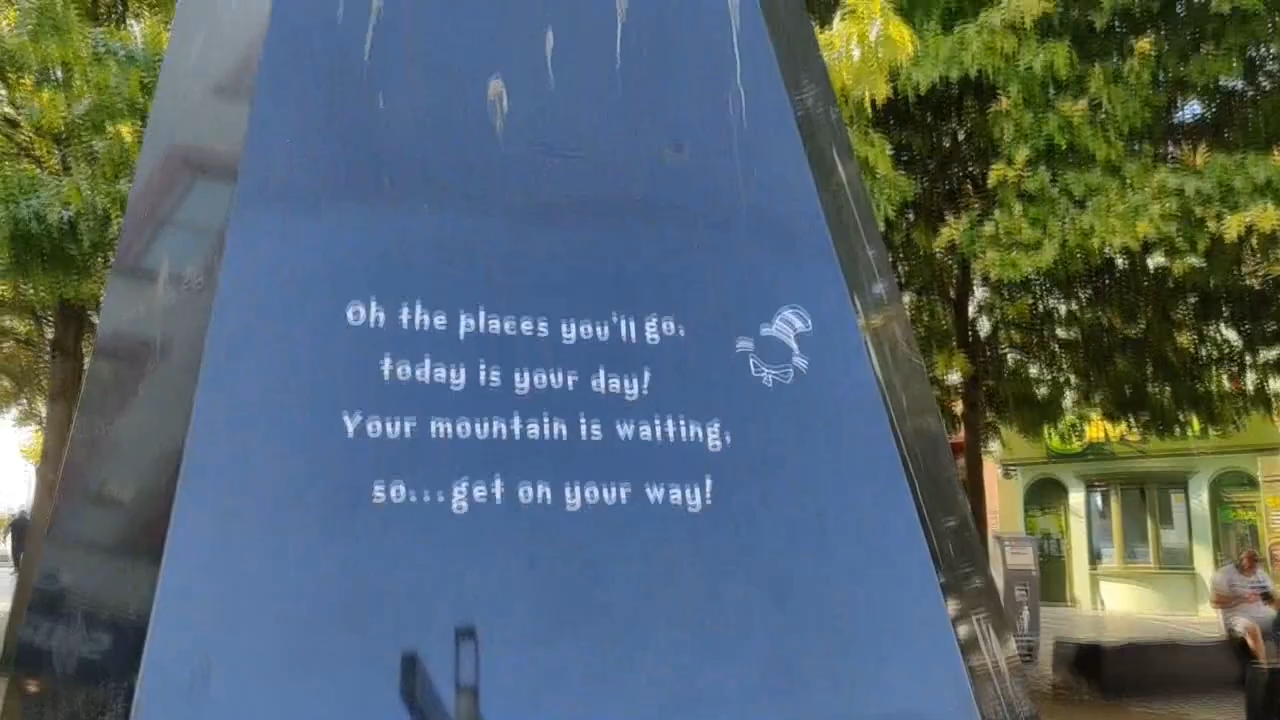 Oh the places you'll go,
today is your day!
Your mountain is waiting,
so...get on your way!